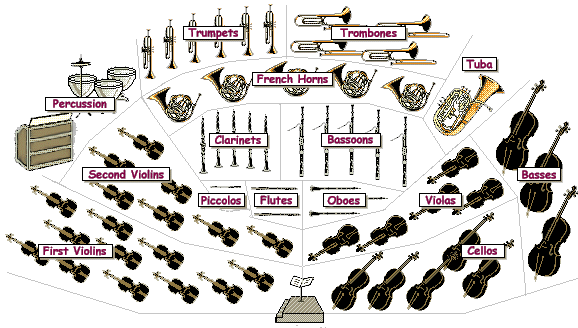 Trumpets
Trombones
Tuba
French Horns
Percussion
Clarinets
Bassoons
Second Violins
Basses
Piccolos
Flutes
Oboes
Violas
First Violins
Cellos